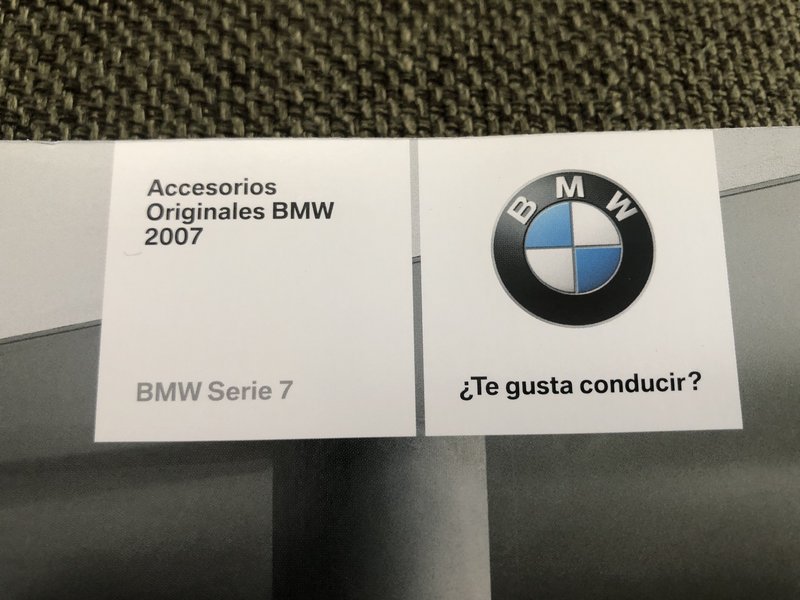 Accesorios
Originales BMW
2007
BMW Serie 7
BMW
¿Te gusta conducir?